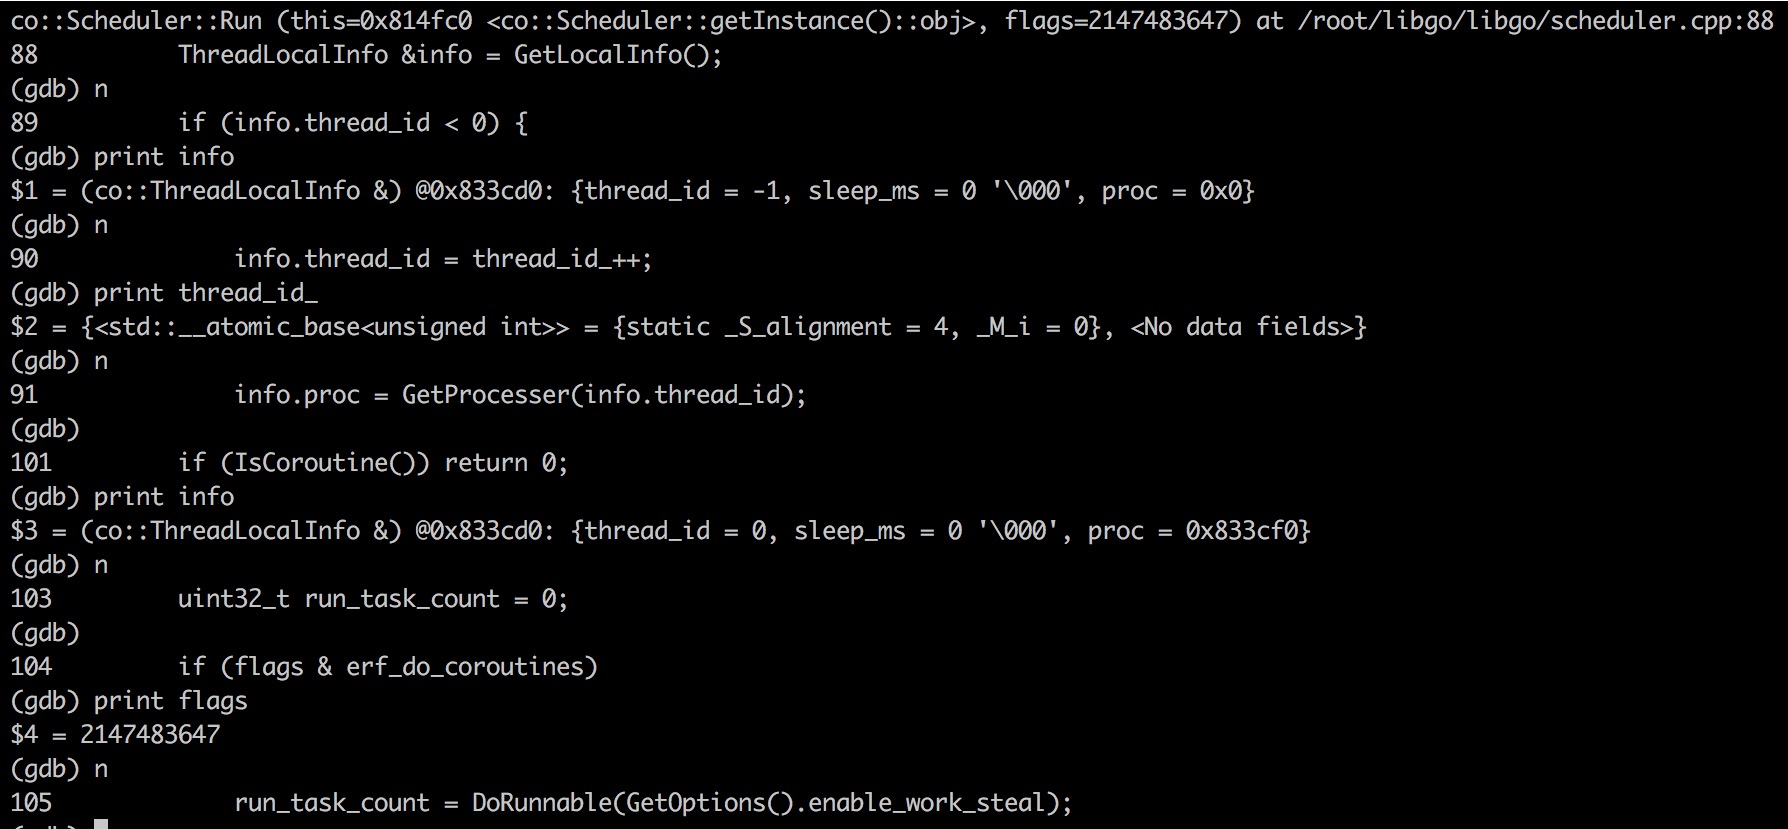 co::Scheduler::Run (this=0x814fc0 <co::Scheduler::getInstance()::obj>, flags=2147483647) at /root/libgo/libgo/scheduler.cpp:88
88          ThreadLocalInfo &info = GetLocalInfo();
(gdb) n
89          if (info.thread_id < 0) {
(gdb) print info
$1 = (co::ThreadLocalInfo &) @0x833cd0: {thread_id = -1, sleep_ms = 0 '\000', proc = 0x0}
(gdb) n
90              info.thread_id = thread_id_++;
(gdb) print thread_id_
$2 = {<std::__atomic_base<unsigned int>> = {static _S_alignment = 4, _M_i = 0}, <No data fields>}
(gdb) n
91              info.proc = GetProcesser(info.thread_id);
(gdb)
101         if (IsCoroutine()) return 0;
(gdb) print info
$3 = (co::ThreadLocalInfo &) @0x833cd0: {thread_id = 0, sleep_ms = 0 '\000', proc = 0x833cf0}
(gdb) n
103         uint32_t run_task_count = 0;
(gdb)
104         if (flags & erf_do_coroutines)
(gdb) print flags
$4 = 2147483647
(gdb) n
105             run_task_count = DoRunnable(GetOptions().enable_work_steal);